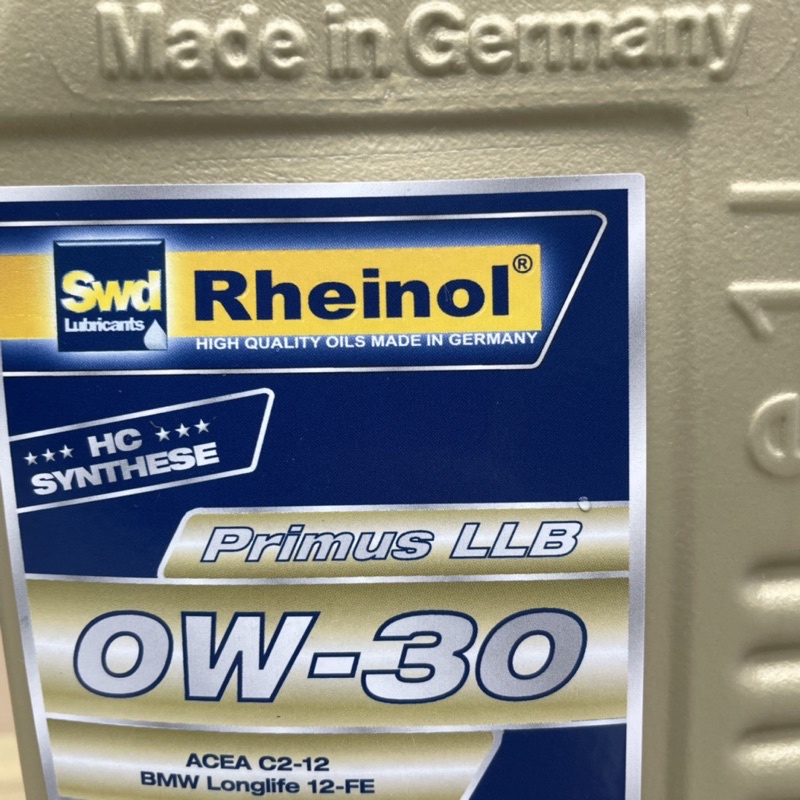 Made in Germany
Swd
Lubricants
Rheinol®
HIGH QUALITY OILS MADE IN GERMANY
*** HC ***
SYNTHESE
Primus LLB
0W-30
ACEA C2-12
BMW Longlife 12-FE
e 1 l